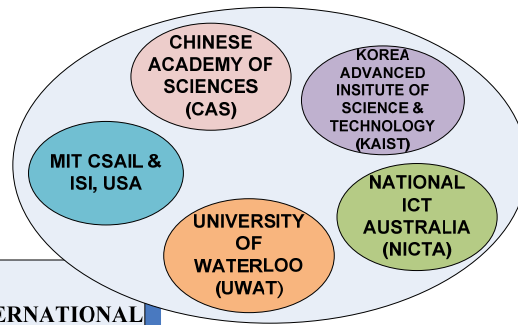 CHINESE
ACADEMY OF
SCIENCES
(CAS)
KOREA
ADVANCED
INSITUTE OF
SCIENCE &
TECHNOLOGY
(KAIST)
MIT CSAIL &
ISI, USA
NATIONAL
ICT
AUSTRALIA
(NICTA)
UNIVERSITY
OF
WATERLOO
(UWAT)
ERNATIONAL